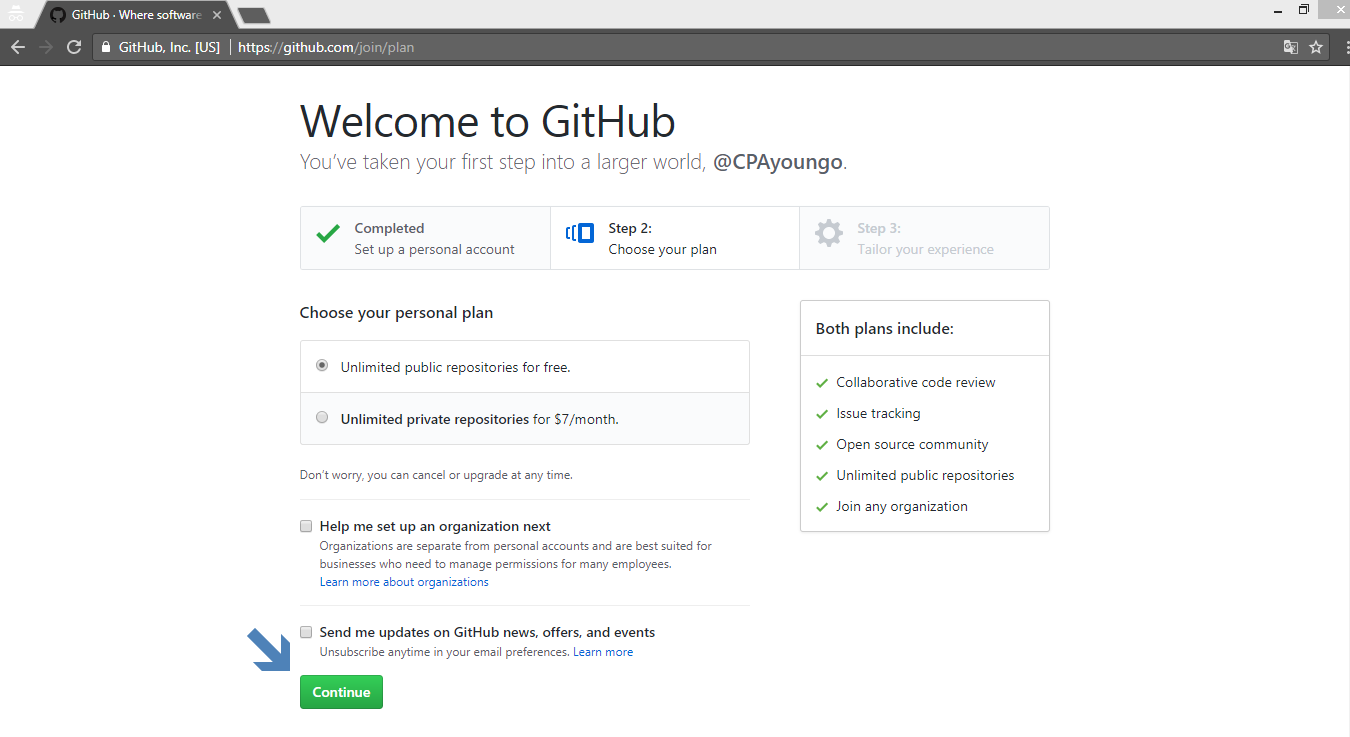 GitHub · Where software
GitHub, Inc. [US] https://github.com/join/plan
Welcome to GitHub
You’ve taken your first step into a larger world, @CPAyoungo.
Completed
Set up a personal account
Step 2:
Choose your plan
Step 3:
Tailor your experience
Choose your personal plan
Unlimited public repositories for free.
Unlimited private repositories for $7/month.
Don’t worry, you can cancel or upgrade at any time.
Help me set up an organization next
Organizations are separate from personal accounts and are best suited for
businesses who need to manage permissions for many employees.
Learn more about organizations
Send me updates on GitHub news, offers, and events
Unsubscribe anytime in your email preferences. Learn more
Continue
Both plans include:
Collaborative code review
Issue tracking
Open source community
Unlimited public repositories
Join any organization